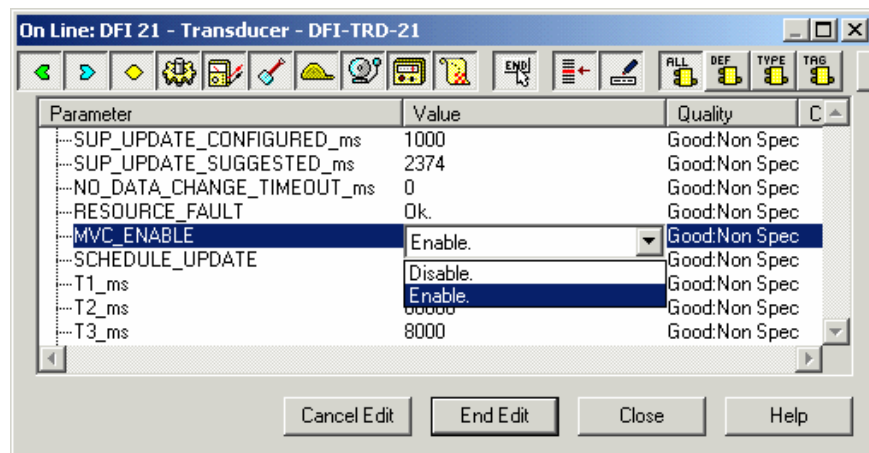 On Line: DFI 21 - Transducer - DFI-TRD-21
END ALL DEF TYPE TAG
Parameter Value Quality C
SUP_UPDATE_CONFIGURED_ms 1000 Good:Non Spec
SUP_UPDATE_SUGGESTED_ms 2374 Good:Non Spec
NO_DATA_CHANGE_TIMEOUT_ms 0 Good:Non Spec
RESOURCE_FAULT Ok. Good:Non Spec
MVC_ENABLE Enable. Good:Non Spec
SCHEDULE_UPDATE Good:Non Spec
Disable.
T1_ms Good:Non Spec
Enable.
T2_ms Good:Non Spec
T3_ms 8000 Good:Non Spec
Cancel Edit End Edit Close Help